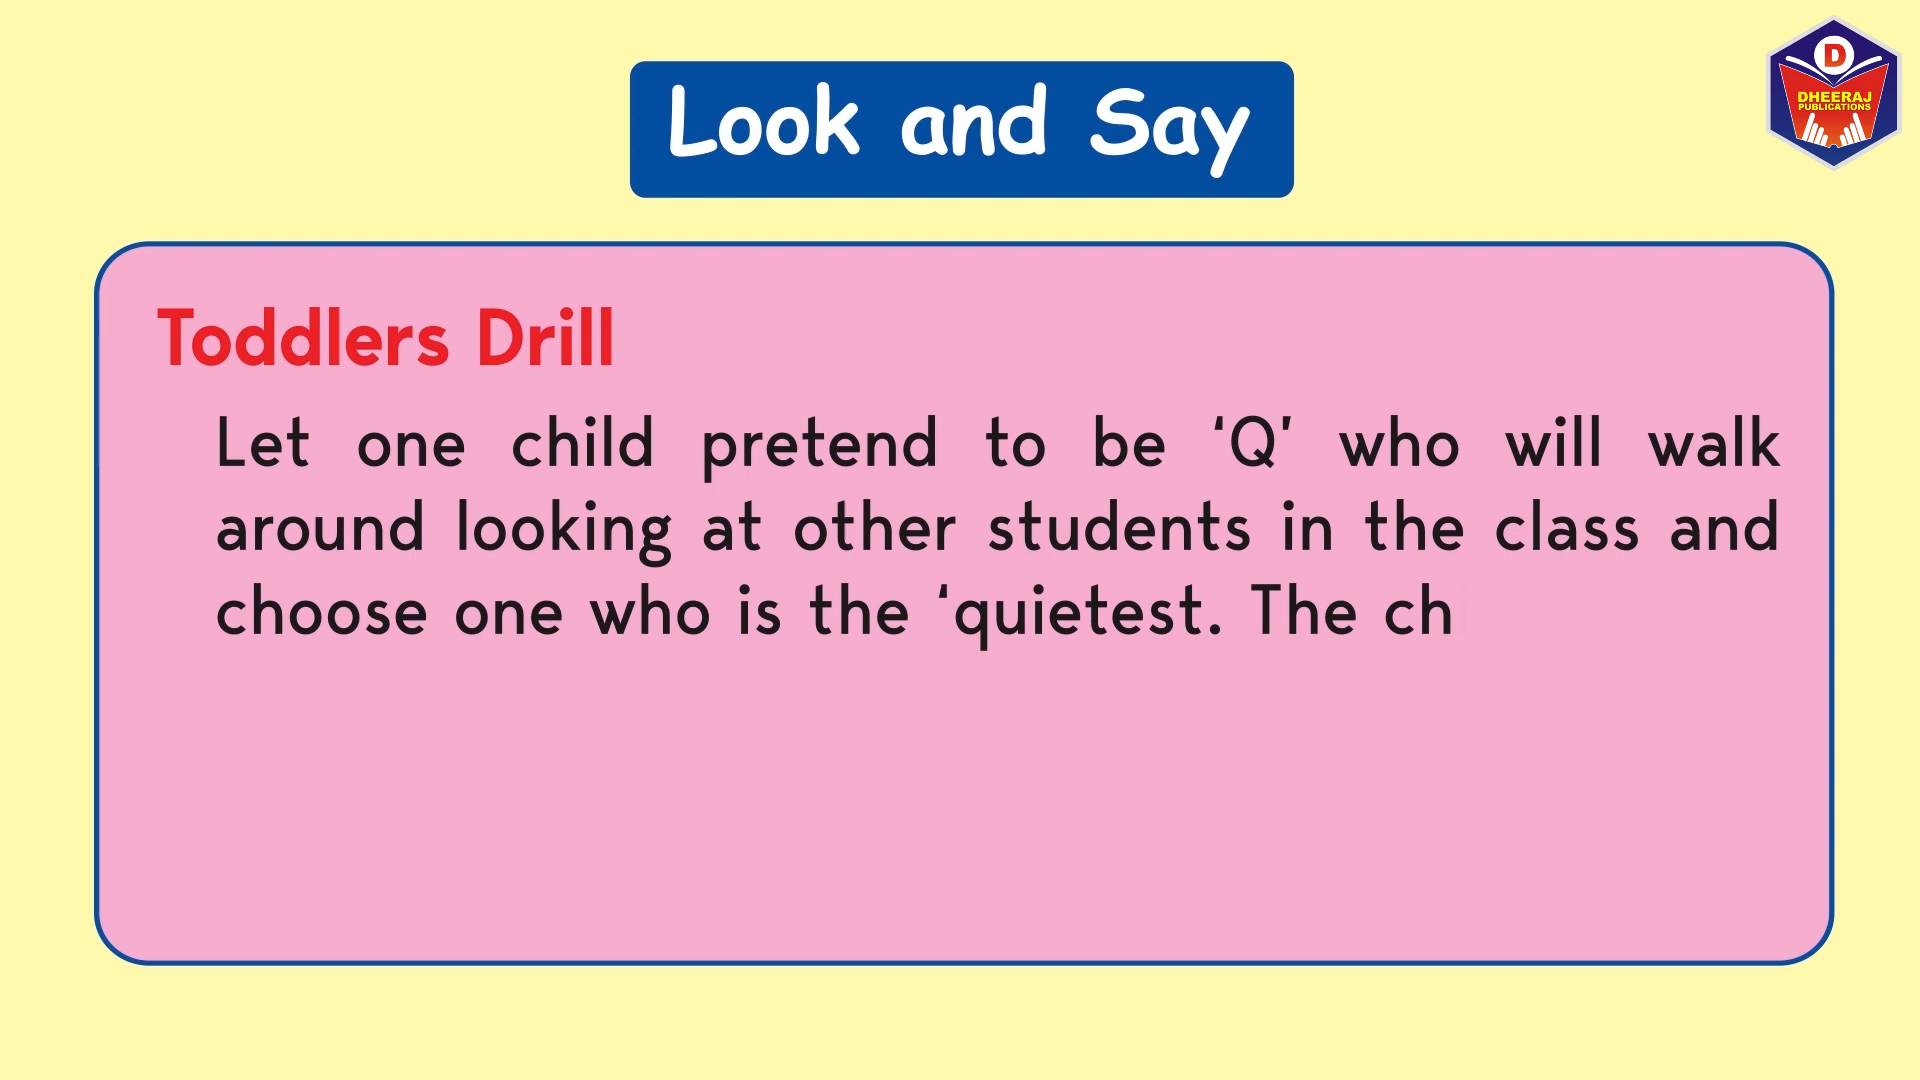 Look and Say
D
DHEERAJ
PUBLICATIONS
Toddlers Drill
Let one child pretend to be ‘Q’ who will walk
around looking at other students in the class and
choose one who is the ‘quietest. The ch